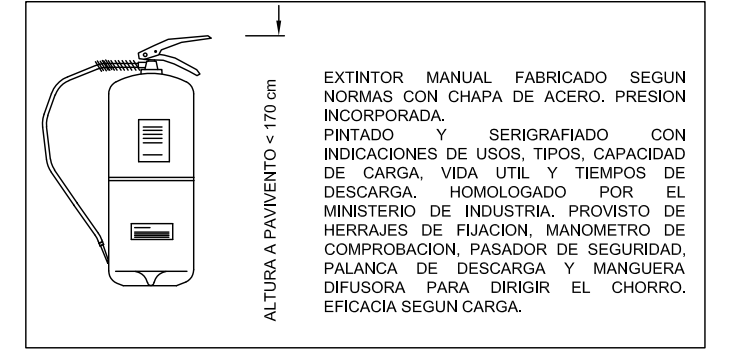 ALTURA A PAVIVENTO < 170 cm
EXTINTOR MANUAL FABRICADO SEGUN
NORMAS CON CHAPA DE ACERO. PRESION
INCORPORADA.
PINTADO Y SERIGRAFIADO CON
INDICACIONES DE USOS, TIPOS, CAPACIDAD
DE CARGA, VIDA UTIL Y TIEMPOS DE
DESCARGA. HOMOLOGADO POR EL
MINISTERIO DE INDUSTRIA. PROVISTO DE
HERRAJES DE FIJACION, MANOMETRO DE
COMPROBACION, PASADOR DE SEGURIDAD,
PALANCA DE DESCARGA Y MANGUERA
DIFUSORA PARA DIRIGIR EL CHORRO.
EFICACIA SEGUN CARGA.